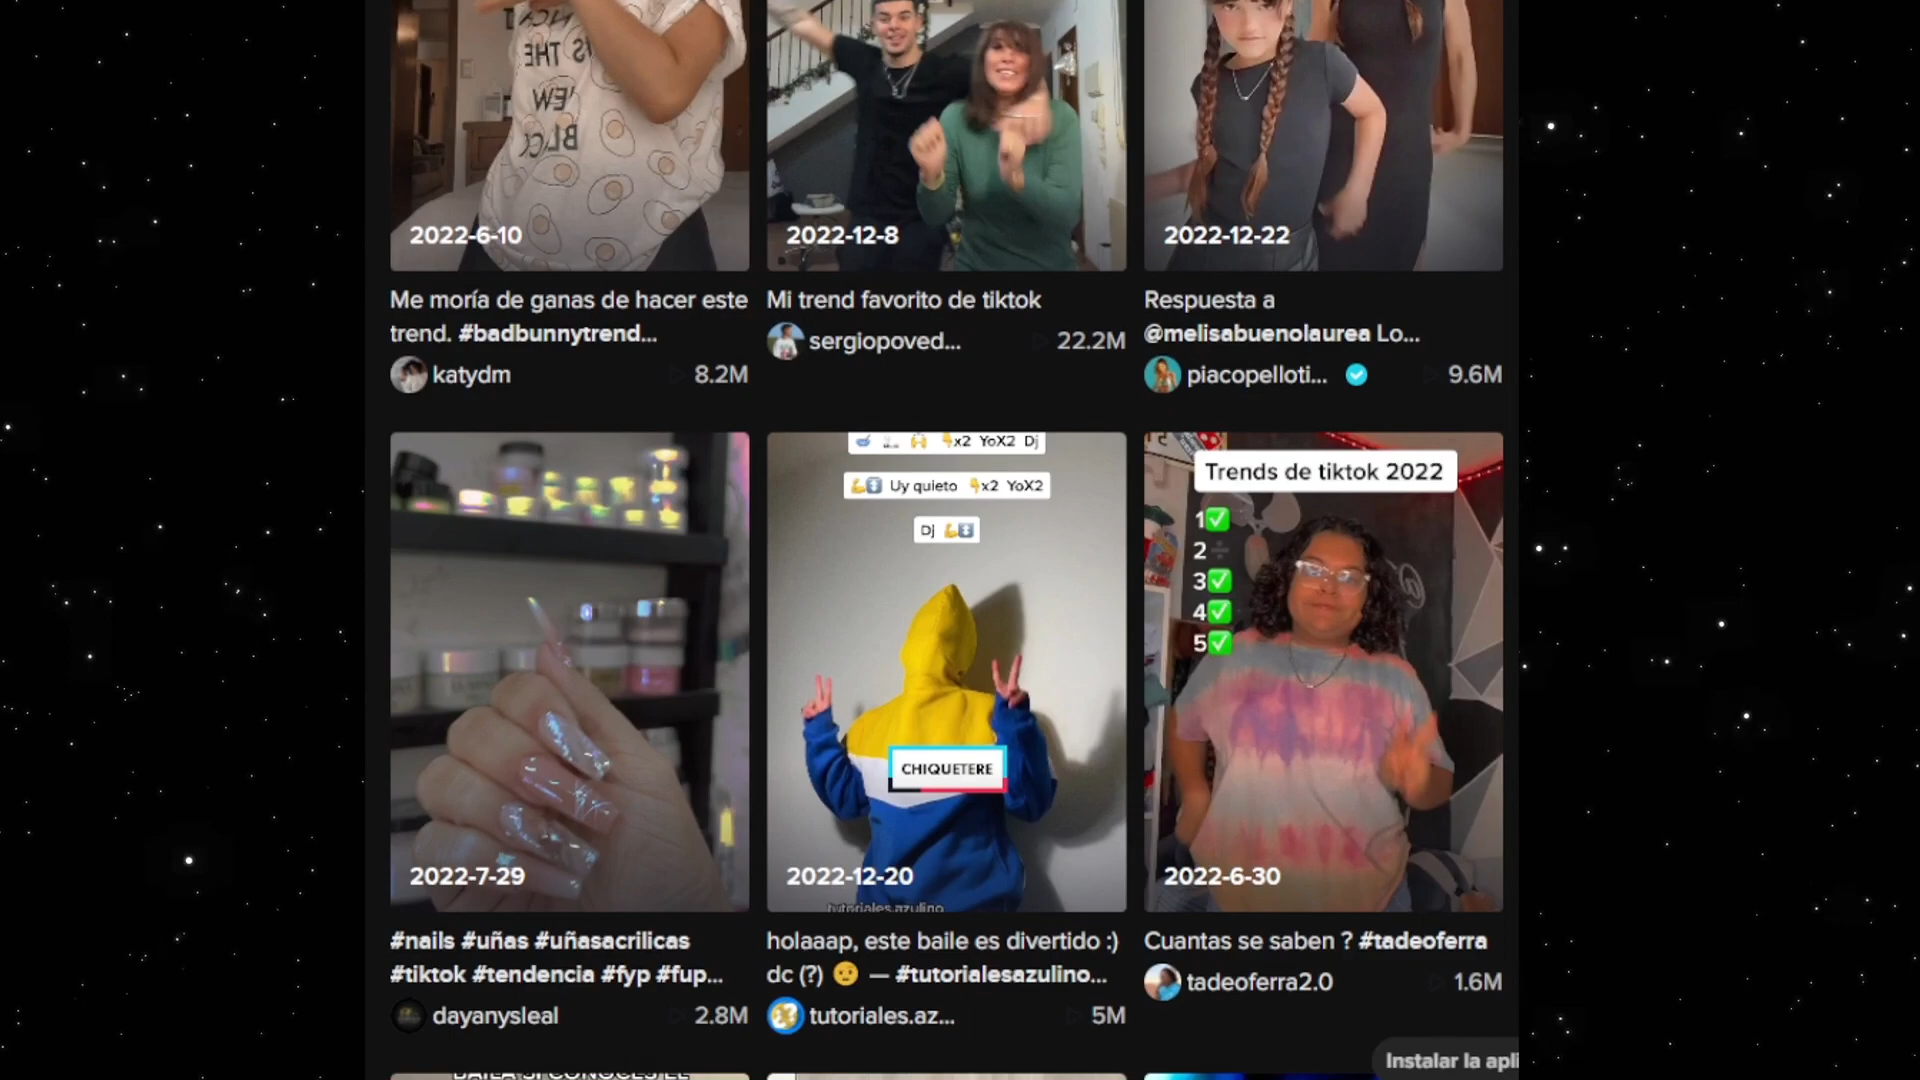 S THE
BLACK
2022-6-10
2022-12-8
2022-12-22
Me moría de ganas de hacer este
trend. #badbunnytrend...
katydm
8.2M
Mi trend favorito de tiktok
sergiopoved...
22.2M
Respuesta a
@melisabuenolaurea Lo...
piacopelloti...
9.6M
x2 YoX2 Dj
Uy quieto x2 YoX2
Dj
CHIQUETERE
Trends de tiktok 2022
1
2
3
4
5
2022-7-29
2022-12-20
tutoriales.azulino
2022-6-30
#nails #uñas #uñasacrilicas
#tiktok #tendencia #fyp #fup...
dayanysleal
2.8M
holaaap, este baile es divertido :)
dc (?) 🤨 — #tutorialesazulino...
tutoriales.az...
5M
Cuantas se saben ? #tadeoferra
tadeoferra2.0
1.6M
Instalar la apli